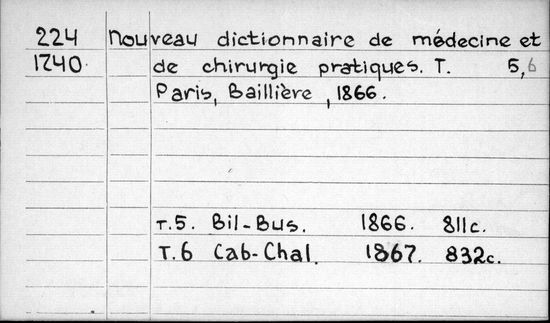 224 Nouveau dictionnaire de médecine et
1240. de chirurgie pratiques. T. 5,6
Paris, Baillière, 1866.
T.5. Bil-Bus. 1866. 811c.
T.6 Cab-Chal. 1867. 832c.